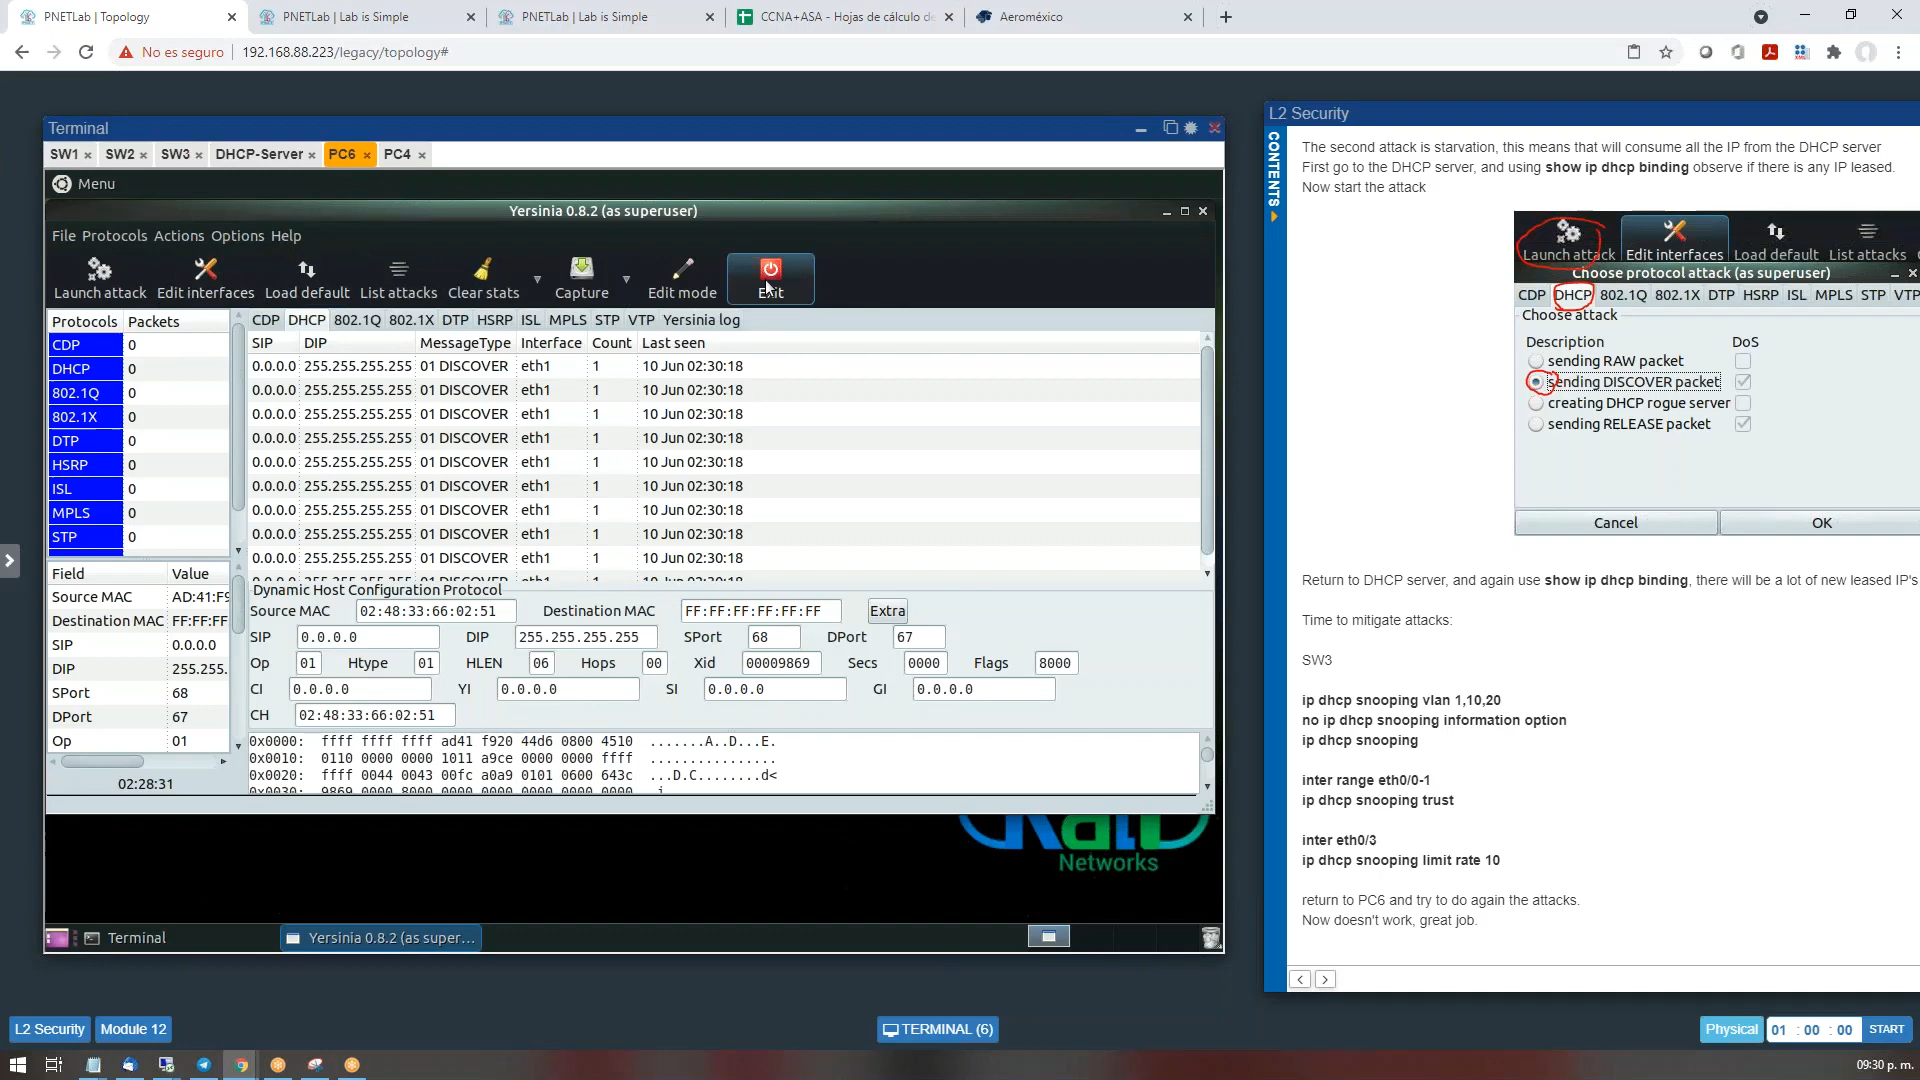 PNETLab | Topology
PNETLab | Lab is Simple
PNETLab | Lab is Simple
CCNA+ASA - Hojas de cálculo de
Aeroméxico
No es seguro
192.168.88.223/legacy/topology#
Terminal
SW1 SW2 SW3 DHCP-Server PC6 PC4
Menu
Yersinia 0.8.2 (as superuser)
File Protocols Actions Options Help
Launch attack Edit interfaces Load default List attacks Clear stats Capture Edit mode Exit
Protocols Packets
CDP 0
DHCP 0
802.1Q 0
802.1X 0
DTP 0
HSRP 0
ISL 0
MPLS 0
STP 0
Field Value
Source MAC AD:41:F9
Destination MAC FF:FF:FF
SIP 0.0.0.0
DIP 255.255.
SPort 68
DPort 67
Op 01
02:28:31
CDP DHCP 802.1Q 802.1X DTP HSRP ISL MPLS STP VTP Yersinia log
SIP DIP MessageType Interface Count Last seen
0.0.0.0 255.255.255.255 01 DISCOVER eth1 1 10 Jun 02:30:18
0.0.0.0 255.255.255.255 01 DISCOVER eth1 1 10 Jun 02:30:18
0.0.0.0 255.255.255.255 01 DISCOVER eth1 1 10 Jun 02:30:18
0.0.0.0 255.255.255.255 01 DISCOVER eth1 1 10 Jun 02:30:18
0.0.0.0 255.255.255.255 01 DISCOVER eth1 1 10 Jun 02:30:18
0.0.0.0 255.255.255.255 01 DISCOVER eth1 1 10 Jun 02:30:18
0.0.0.0 255.255.255.255 01 DISCOVER eth1 1 10 Jun 02:30:18
0.0.0.0 255.255.255.255 01 DISCOVER eth1 1 10 Jun 02:30:18
0.0.0.0 255.255.255.255 01 DISCOVER eth1 1 10 Jun 02:30:18
Dynamic Host Configuration Protocol
Source MAC 02:48:33:66:02:51 Destination MAC FF:FF:FF:FF:FF:FF Extra
SIP 0.0.0.0 DIP 255.255.255.255 SPort 68 DPort 67
Op 01 Htype 01 HLEN 06 Hops 00 Xid 00009869 Secs 0000 Flags 8000
CI 0.0.0.0 YI 0.0.0.0 SI 0.0.0.0 GI 0.0.0.0
CH 02:48:33:66:02:51
0x0000: ffff ffff ffff ad41 f920 44d6 0800 4510 .......A..D...E.
0x0010: 0110 0000 0000 1011 a9ce 0000 0000 ffff ................
0x0020: ffff 0044 0043 00fc a0a9 0101 0600 643c ...D.C........d<
0x0030: 9869 0000 8000 0000 0000 0000 0000 0000 .i
Networks
Terminal
Yersinia 0.8.2 (as super...
L2 Security
CONTENTS
The second attack is starvation, this means that will consume all the IP from the DHCP server
First go to the DHCP server, and using show ip dhcp binding observe if there is any IP leased.
Now start the attack
Launch attack Edit interfaces Load default List attacks
Choose protocol attack (as superuser)
CDP DHCP 802.1Q 802.1X DTP HSRP ISL MPLS STP VTP
Choose attack
Description DoS
sending RAW packet
sending DISCOVER packet
creating DHCP rogue server
sending RELEASE packet
Cancel OK
Return to DHCP server, and again use show ip dhcp binding, there will be a lot of new leased IP's
Time to mitigate attacks:
SW3
ip dhcp snooping vlan 1,10,20
no ip dhcp snooping information option
ip dhcp snooping
inter range eth0/0-1
ip dhcp snooping trust
inter eth0/3
ip dhcp snooping limit rate 10
return to PC6 and try to do again the attacks.
Now doesn't work, great job.
L2 Security Module 12
TERMINAL (6)
Physical 01 : 00 : 00 START
09:30 p. m.